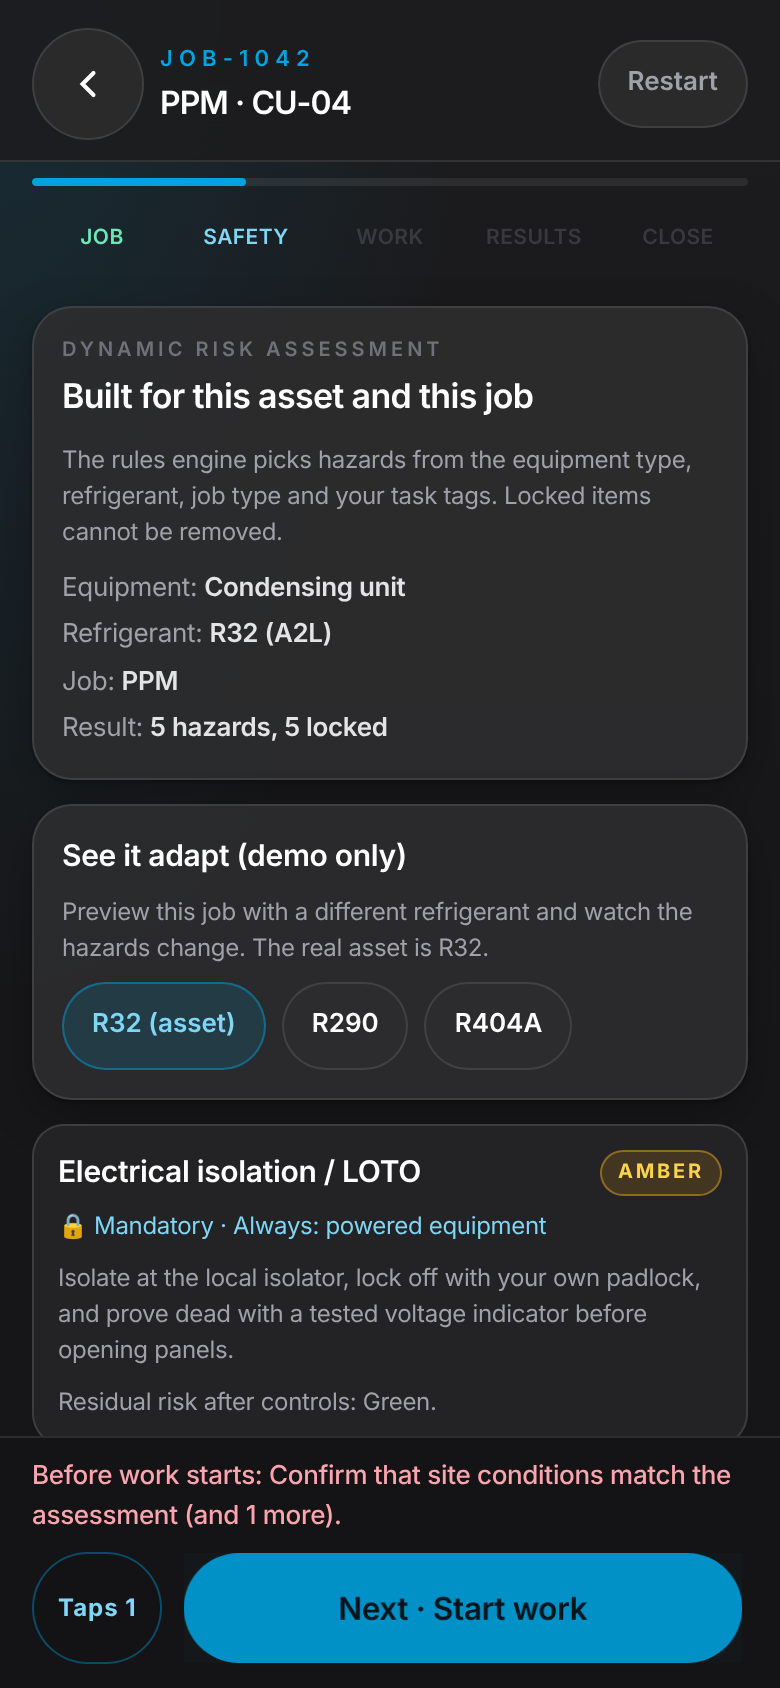 JOB-1042
PPM · CU-04
Restart
JOB
SAFETY
WORK
RESULTS
CLOSE
DYNAMIC RISK ASSESSMENT
Built for this asset and this job
The rules engine picks hazards from the equipment type,
refrigerant, job type and your task tags. Locked items
cannot be removed.
Equipment: Condensing unit
Refrigerant: R32 (A2L)
Job: PPM
Result: 5 hazards, 5 locked
See it adapt (demo only)
Preview this job with a different refrigerant and watch the
hazards change. The real asset is R32.
R32 (asset)
R290
R404A
Electrical isolation / LOTO
AMBER
🔒 Mandatory · Always: powered equipment
Isolate at the local isolator, lock off with your own padlock,
and prove dead with a tested voltage indicator before
opening panels.
Residual risk after controls: Green.
Before work starts: Confirm that site conditions match the
assessment (and 1 more).
Taps 1
Next · Start work